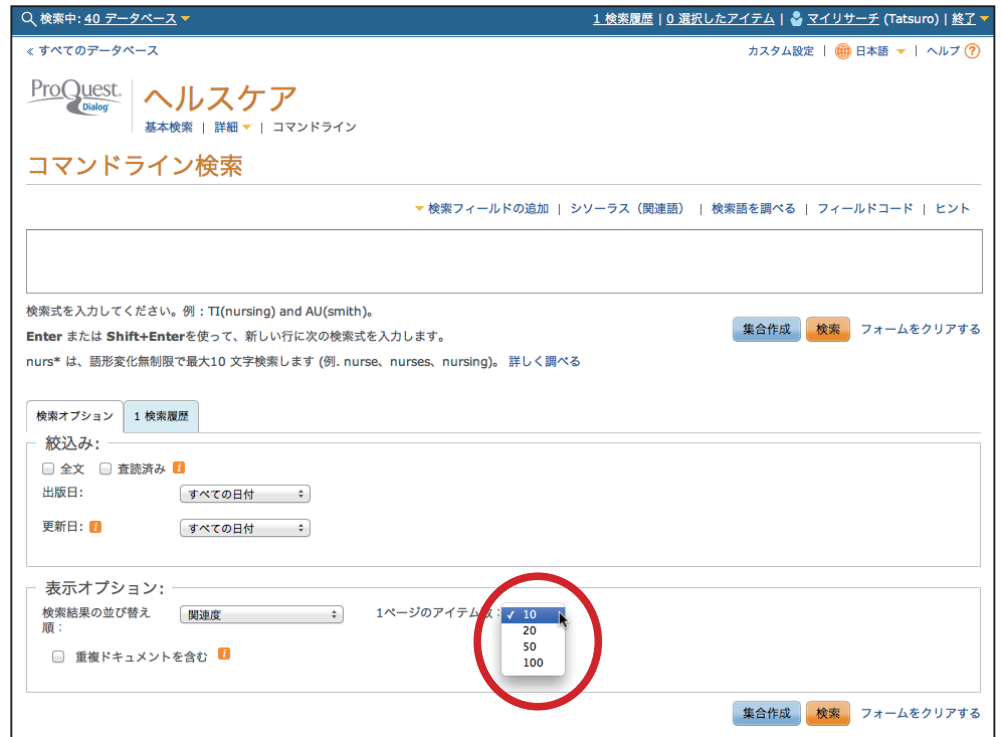 検索中: 40 データベース
1 検索履歴 | 0 選択したアイテム | マイリサーチ (Tatsuro) | 終了
« すべてのデータベース
カスタム設定 | 日本語 | ヘルプ ?
ProQuest
Dialog
ヘルスケア
基本検索 | 詳細 | コマンドライン
コマンドライン検索
検索フィールドの追加 | シソーラス（関連語） | 検索語を調べる | フィールドコード | ヒント
検索式を入力してください。例：TI(nursing) and AU(smith)。
Enter または Shift+Enterを使って、新しい行に次の検索式を入力します。
集合作成 検索 フォームをクリアする
nurs* は、語形変化無制限で最大10 文字検索します (例. nurse、nurses、nursing)。 詳しく調べる
検索オプション 1 検索履歴
絞込み:
全文 査読済み i
出版日: すべての日付
更新日: i すべての日付
表示オプション:
検索結果の並び替え順： 関連度 1ページのアイテム数： ✓ 10
20
50
100
重複ドキュメントを含む i
集合作成 検索 フォームをクリアする